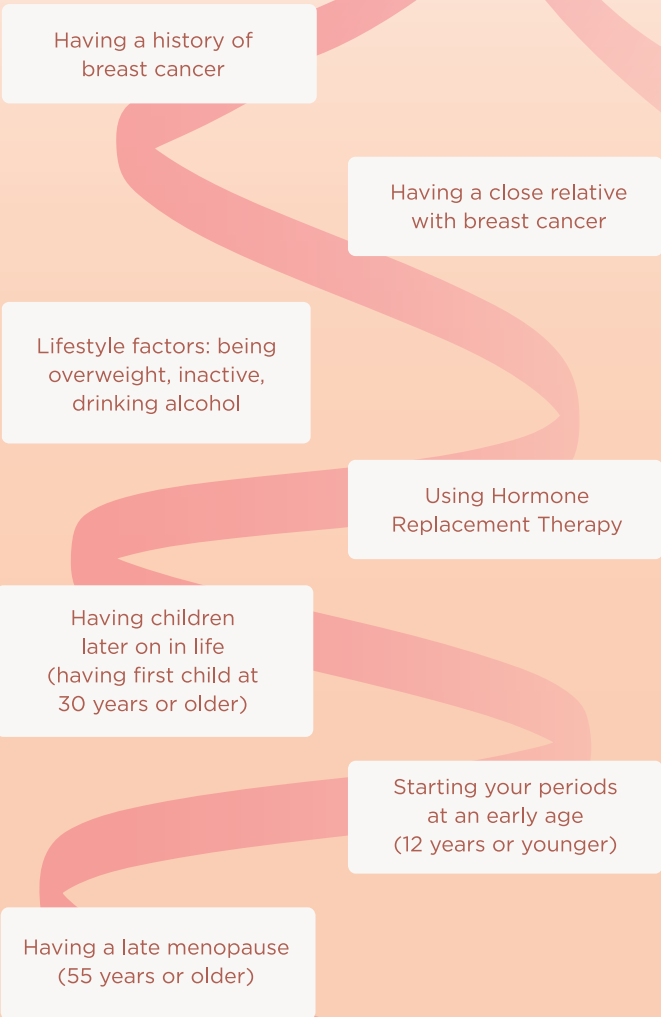 Having a history of
breast cancer
Having a close relative
with breast cancer
Lifestyle factors: being
overweight, inactive,
drinking alcohol
Using Hormone
Replacement Therapy
Having children
later on in life
(having first child at
30 years or older)
Starting your periods
at an early age
(12 years or younger)
Having a late menopause
(55 years or older)